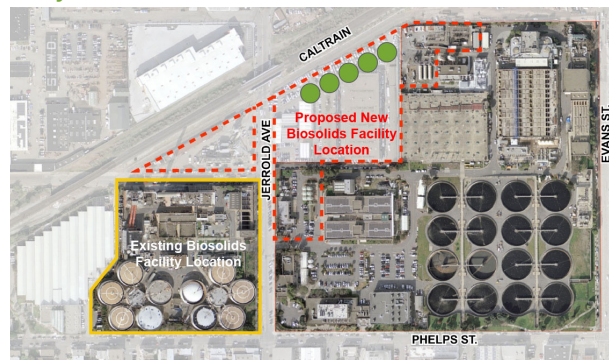 CALTRAIN
Proposed New
Biosolids Facility
Location
JERROLD AVE
EVANS ST.
Existing Biosolids
Facility Location
PHELPS ST.